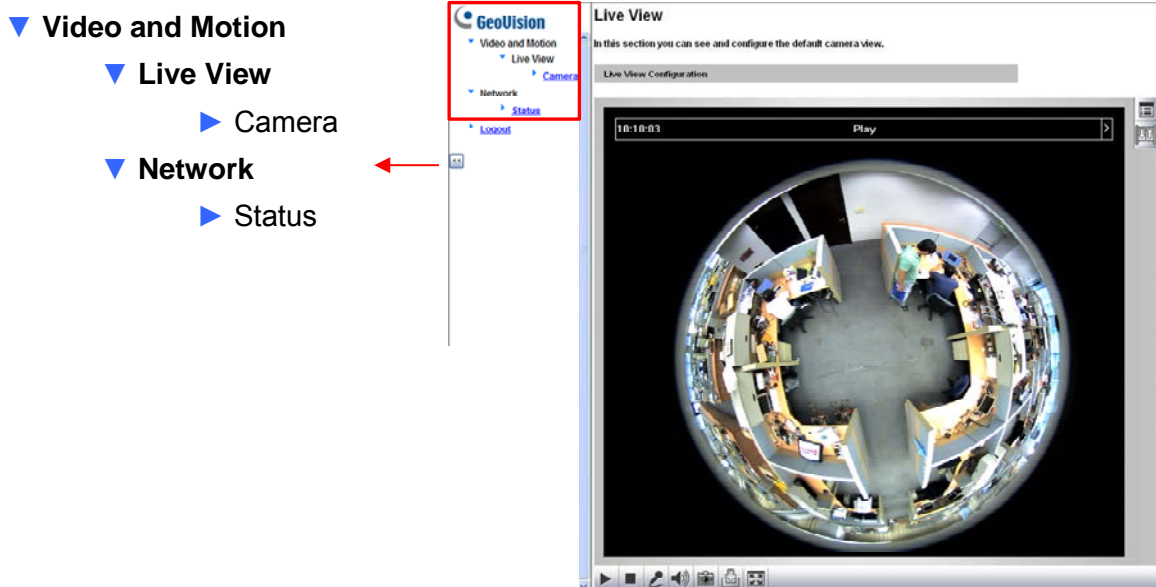 Video and Motion
Live View
Camera
Network
Status
GeoVision
Video and Motion
Live View
Camera
Network
Status
Logout
Live View
In this section you can see and configure the default camera view.
Live View Configuration
10:10:03 Play